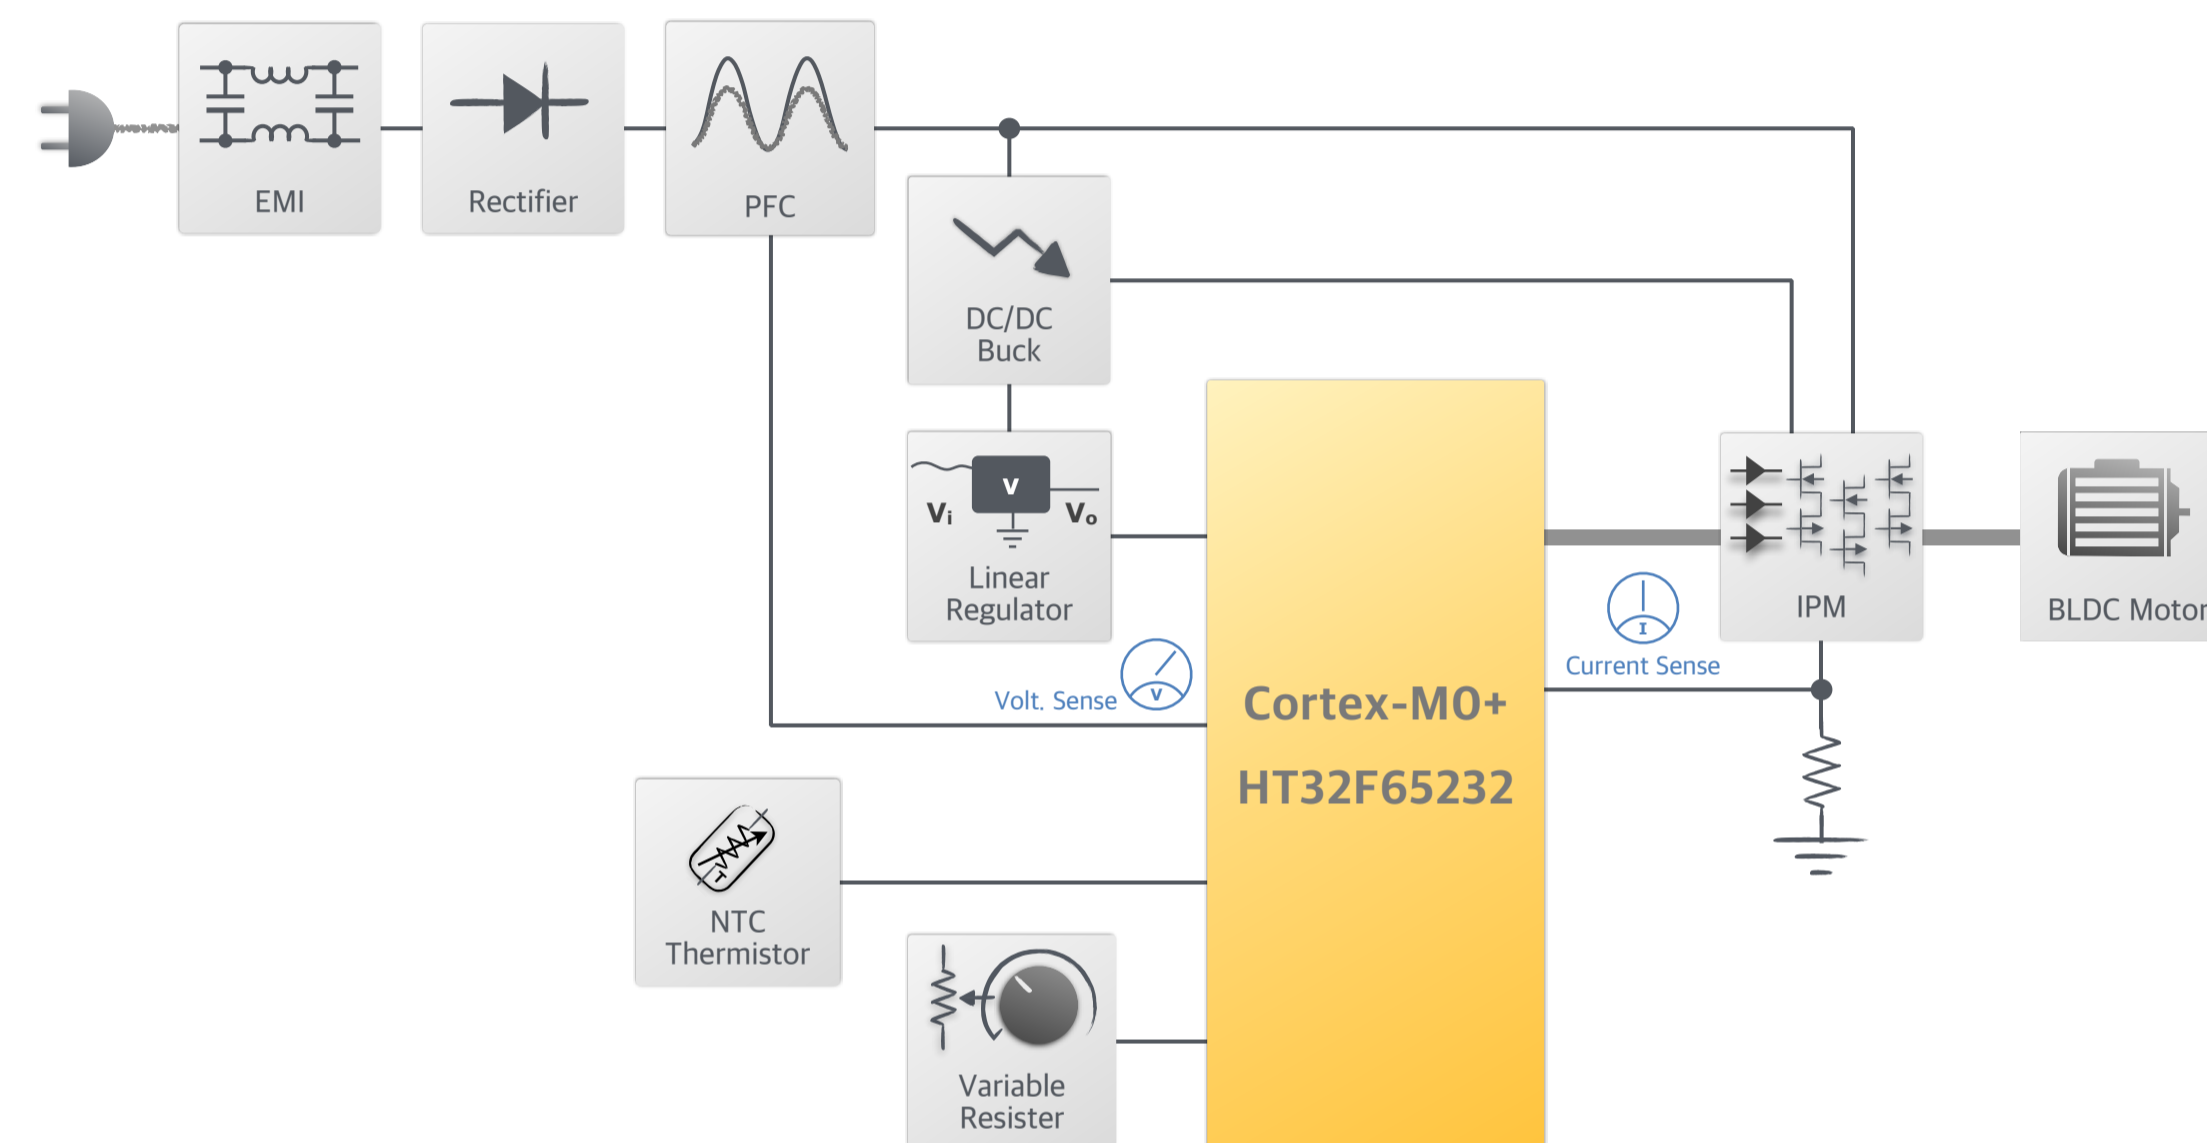 EMI
Rectifier
PFC
DC/DC
Buck
V
Vi
Vo
Linear
Regulator
Volt. Sense
V
Cortex-M0+
HT32F65232
I
Current Sense
IPM
BLDC Motor
T
NTC
Thermistor
Variable
Resister